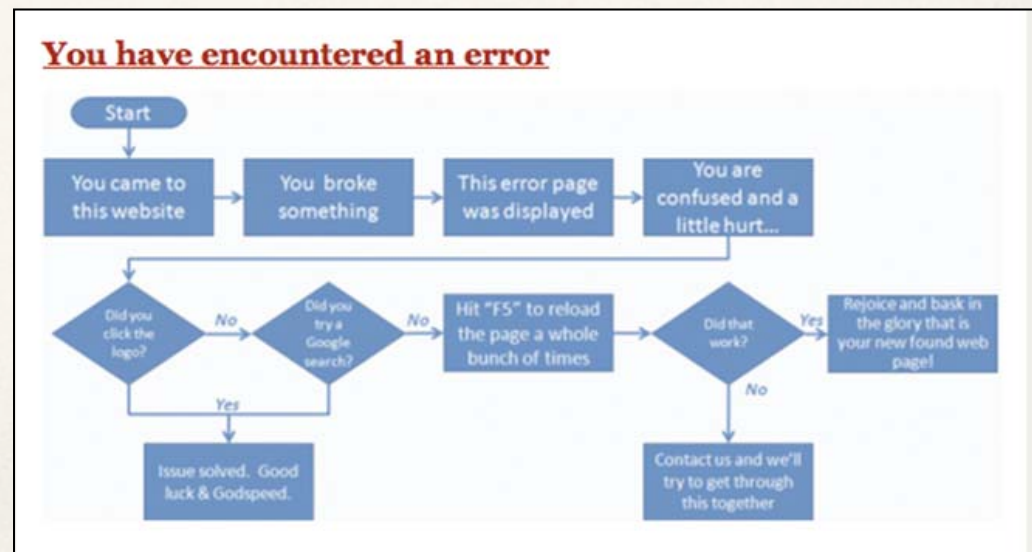 You have encountered an error
Start
You came to
this website
You broke
something
This error page
was displayed
You are
confused and a
little hurt...
Did you
click the
logo?
No
Did you
try a
Google
search?
No
Hit "F5" to reload
the page a whole
bunch of times
Did that
work?
Yes
Rejoice and bask in
the glory that is
your new found web
page!
Yes
No
Issue solved. Good
luck & Godspeed.
Contact us and we'll
try to get through
this together